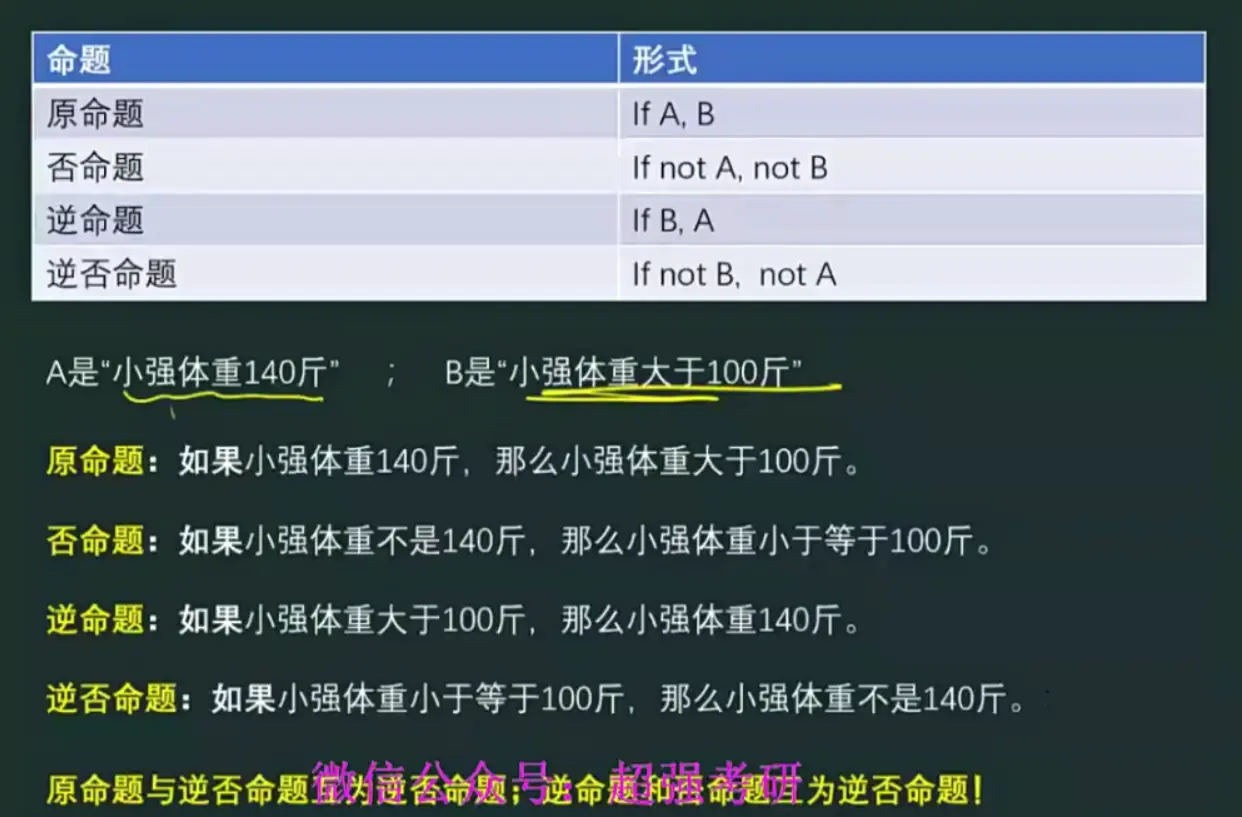 命题 形式
原命题 If A, B
否命题 If not A, not B
逆命题 If B, A
逆否命题 If not B, not A
A是“小强体重140斤” ； B是“小强体重大于100斤”
原命题：如果小强体重140斤，那么小强体重大于100斤。
否命题：如果小强体重不是140斤，那么小强体重小于等于100斤。
逆命题：如果小强体重大于100斤，那么小强体重140斤。
逆否命题：如果小强体重小于等于100斤，那么小强体重不是140斤。
原命题与逆否命题互为逆否命题；逆命题和否命题互为逆否命题！
微信公众号：超强考研